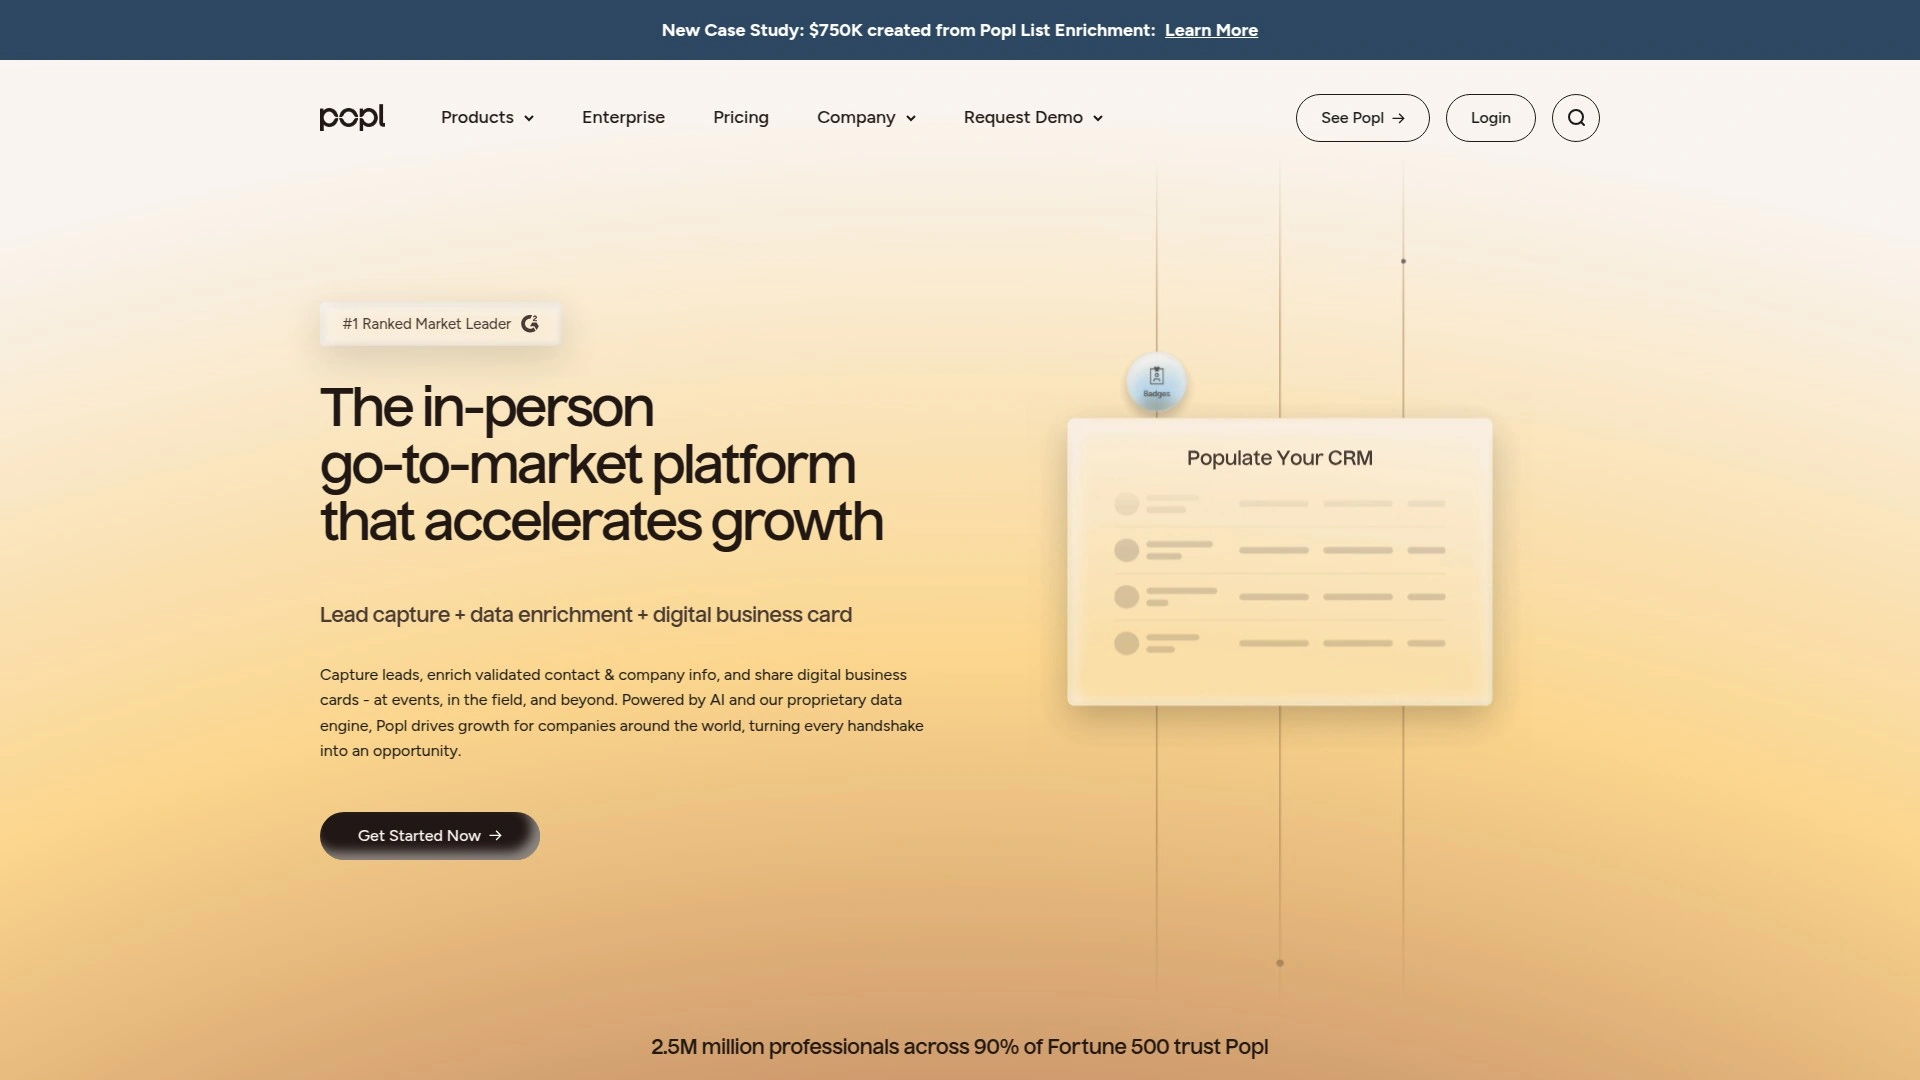 New Case Study: $750K created from Popl List Enrichment: Learn More
popl
Products
Enterprise
Pricing
Company
Request Demo
See Popl →
Login
#1 Ranked Market Leader
The in-person
go-to-market platform
that accelerates growth
Lead capture + data enrichment + digital business card
Capture leads, enrich validated contact & company info, and share digital business
cards - at events, in the field, and beyond. Powered by AI and our proprietary data
engine, Popl drives growth for companies around the world, turning every handshake
into an opportunity.
Get Started Now →
Badges
Populate Your CRM
2.5M million professionals across 90% of Fortune 500 trust Popl